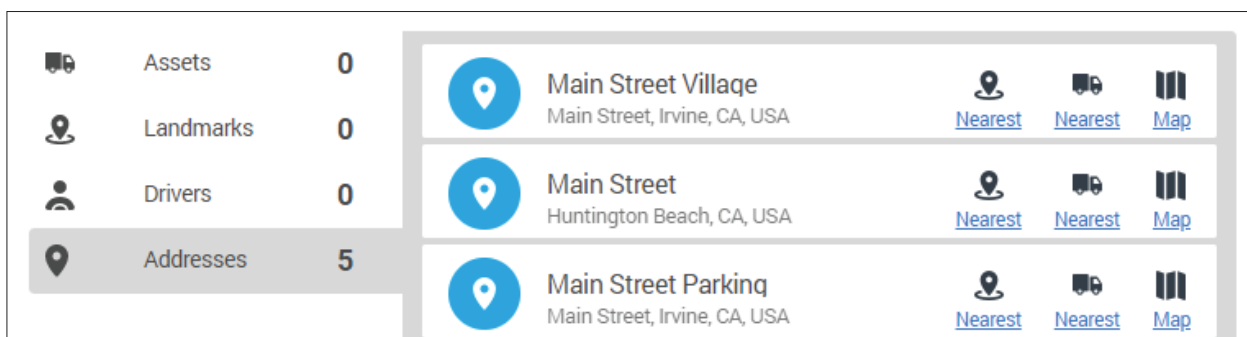 Assets 0
Landmarks 0
Drivers 0
Addresses 5
Main Street Village
Main Street, Irvine, CA, USA
Nearest Nearest Map
Main Street
Huntington Beach, CA, USA
Nearest Nearest Map
Main Street Parking
Main Street, Irvine, CA, USA
Nearest Nearest Map